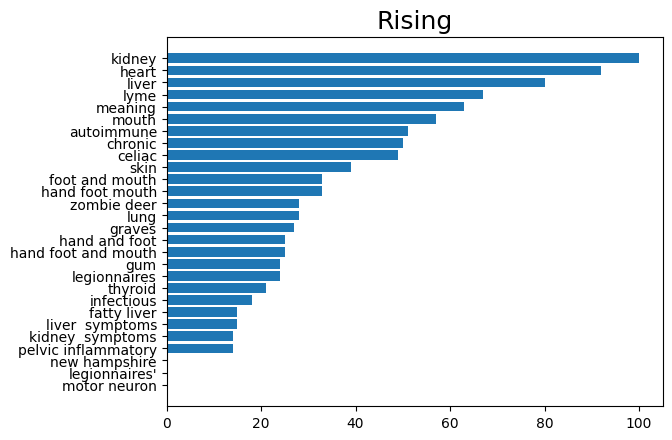 Rising
kidney
heart
liver
lyme
meaning
mouth
autoimmune
chronic
celiac
skin
foot and mouth
hand foot mouth
zombie deer
lung
graves
hand and foot
hand foot and mouth
gum
legionnaires
thyroid
infectious
fatty liver
liver  symptoms
kidney  symptoms
pelvic inflammatory
new hampshire
legionnaires'
motor neuron
0 20 40 60 80 100